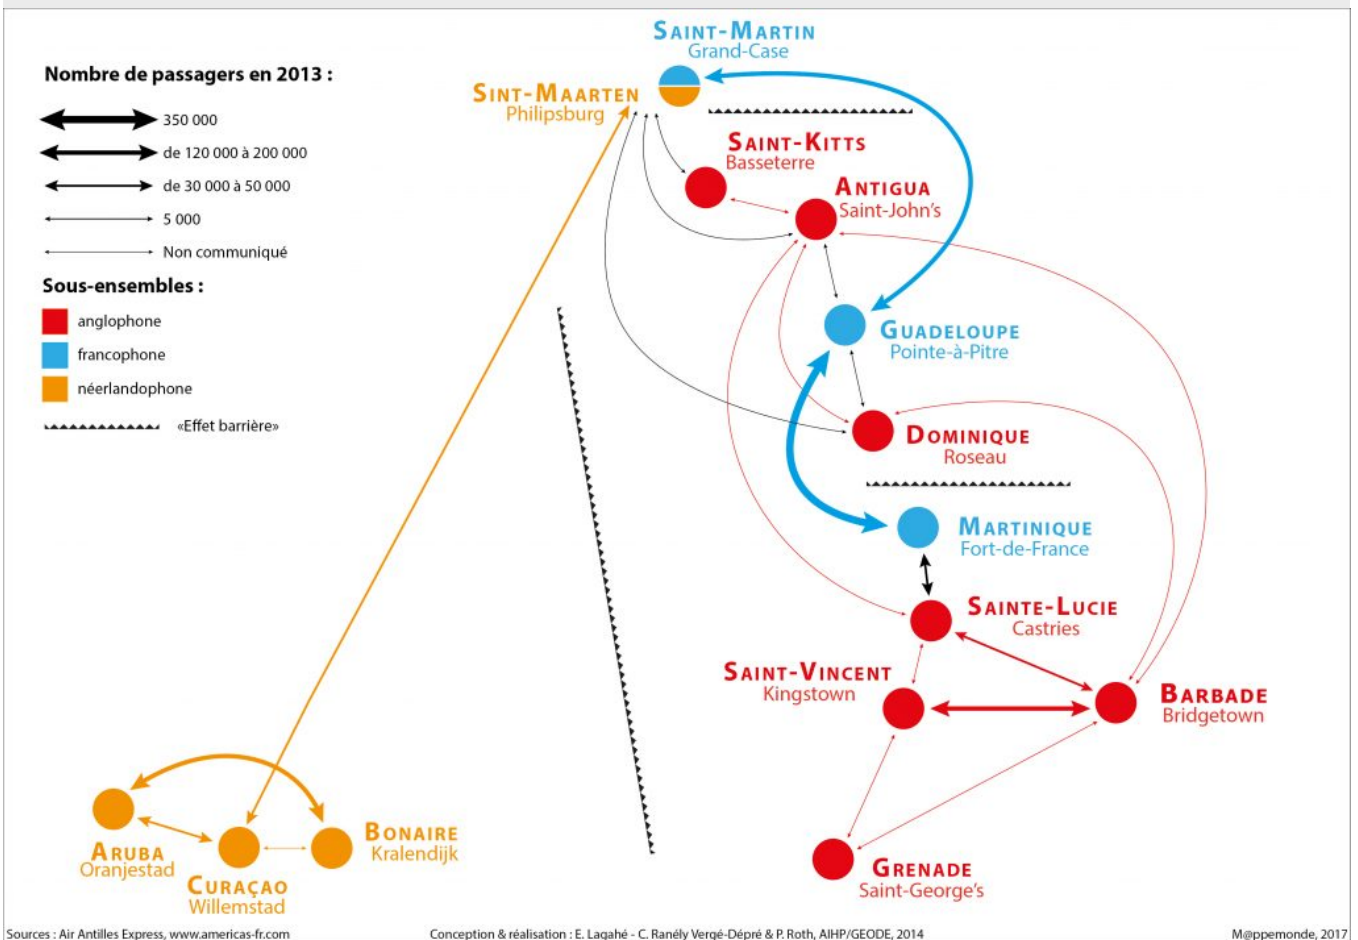 SAINT-MARTIN
Grand-Case
Nombre de passagers en 2013 :
350 000
de 120 000 à 200 000
de 30 000 à 50 000
5 000
Non communiqué
Sous-ensembles :
anglophone
francophone
néerlandophone
«Effet barrière»
SINT-MAARTEN
Philipsburg
SAINT-KITTS
Basseterre
ANTIGUA
Saint-John's
GUADELOUPE
Pointe-à-Pitre
DOMINIQUE
Roseau
MARTINIQUE
Fort-de-France
SAINTE-LUCIE
Castries
SAINT-VINCENT
Kingstown
BARBADE
Bridgetown
GRENADE
Saint-George's
ARUBA
Oranjestad
CURAÇAO
Willemstad
BONAIRE
Kralendijk
Sources : Air Antilles Express, www.americas-fr.com
Conception & réalisation : E. Lagahé - C. Ranély Vergé-Dépré & P. Roth, AIHP/GEODE, 2014
M@ppemonde, 2017